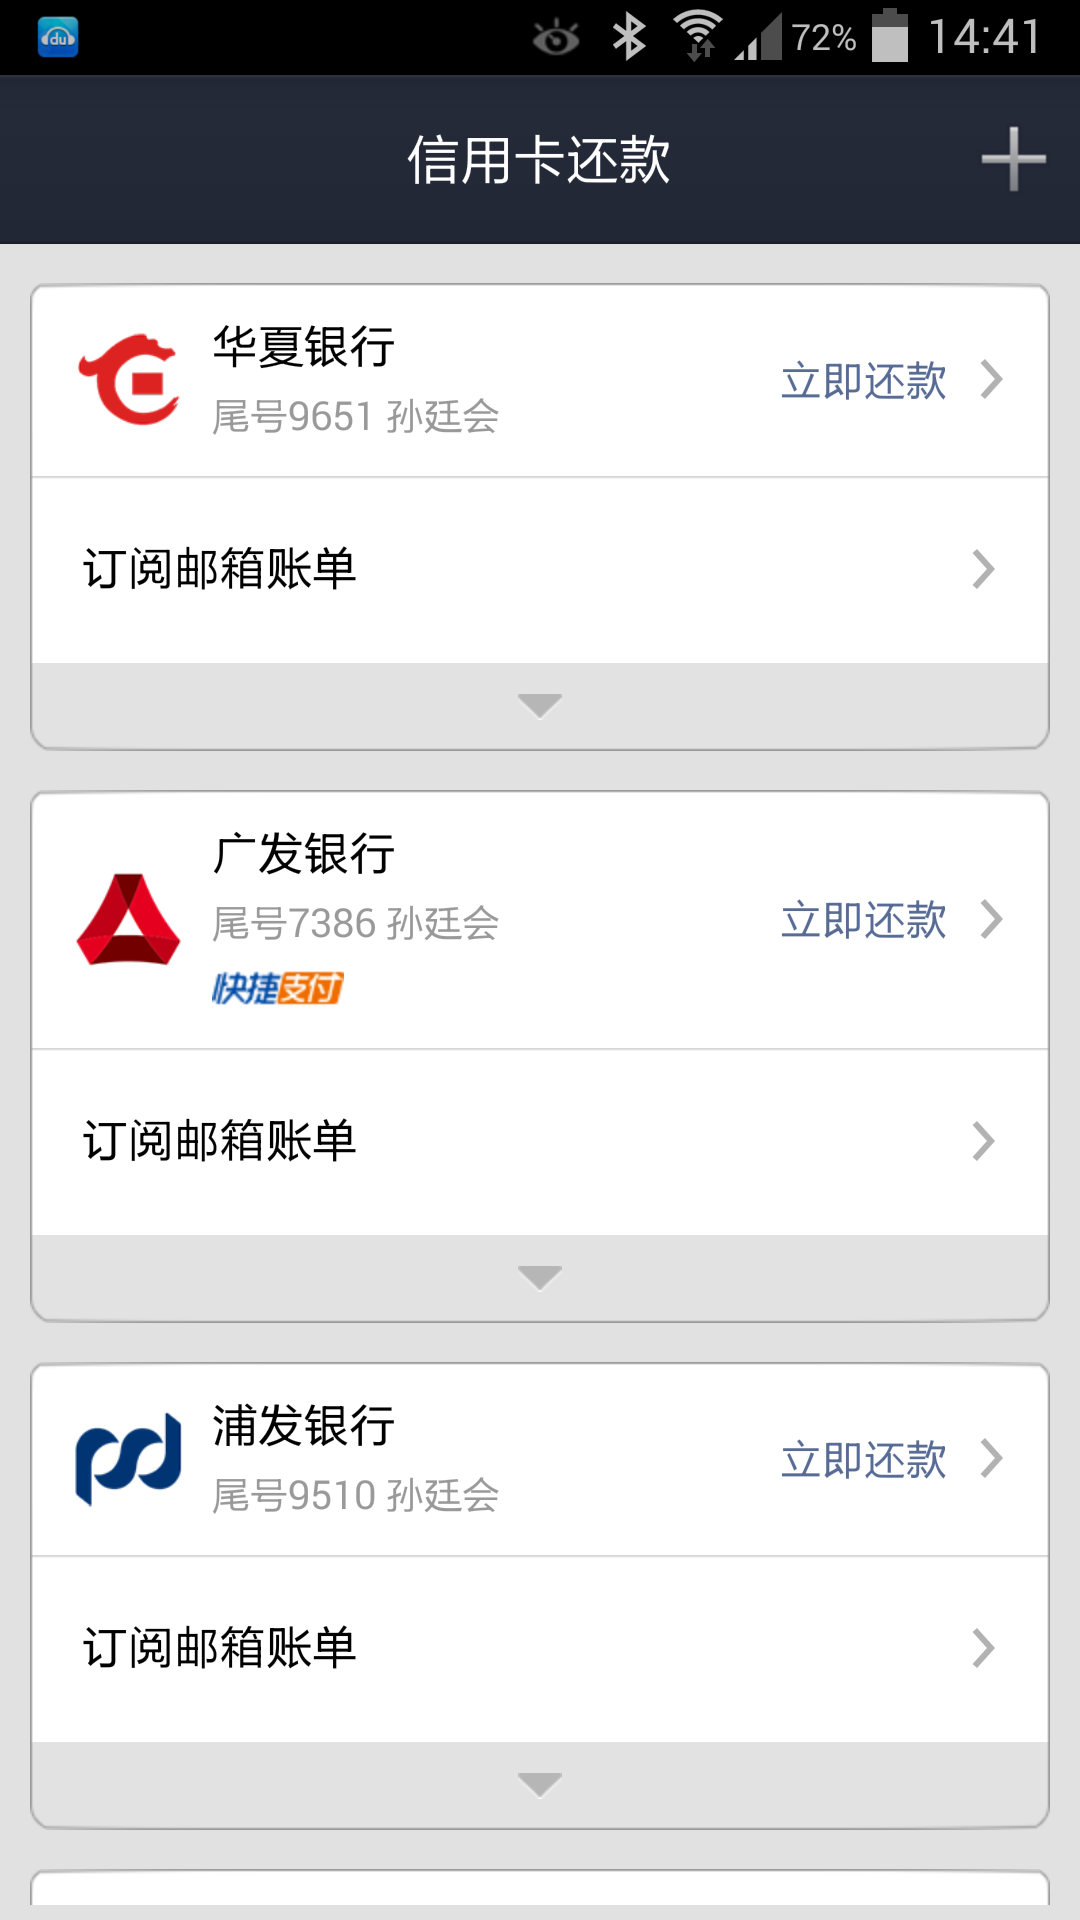 du
72% 14:41
信用卡还款
华夏银行
尾号9651 孙廷会
立即还款
订阅邮箱账单
广发银行
尾号7386 孙廷会
立即还款
快捷支付
订阅邮箱账单
浦发银行
尾号9510 孙廷会
立即还款
订阅邮箱账单